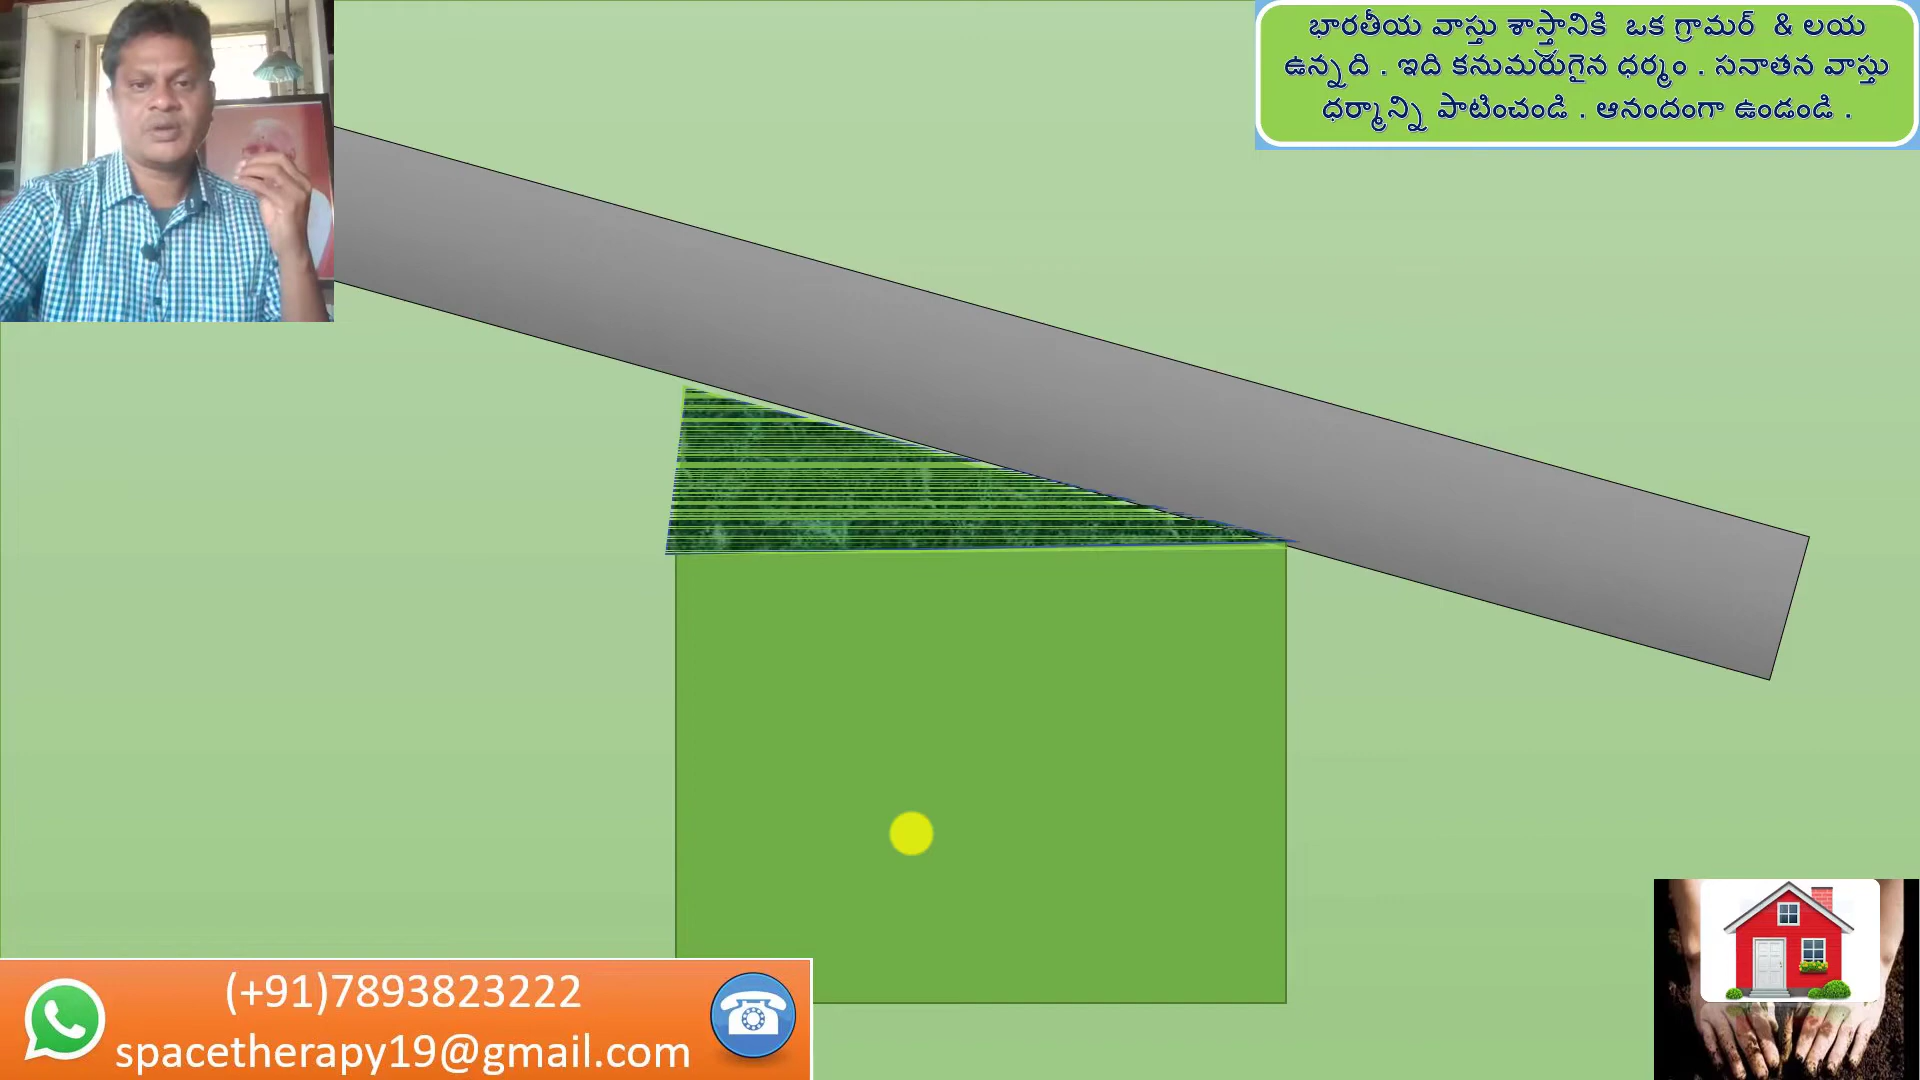 భారతీయ వాస్తు శాస్త్రానికి ఒక గ్రామర్ & లయ
ఉన్నది . ఇది కనుమరుగైన ధర్మం . సనాతన వాస్తు
ధర్మాన్ని పాటించండి . ఆనందంగా ఉండండి .
(+91)7893823222
spacetherapy19@gmail.com